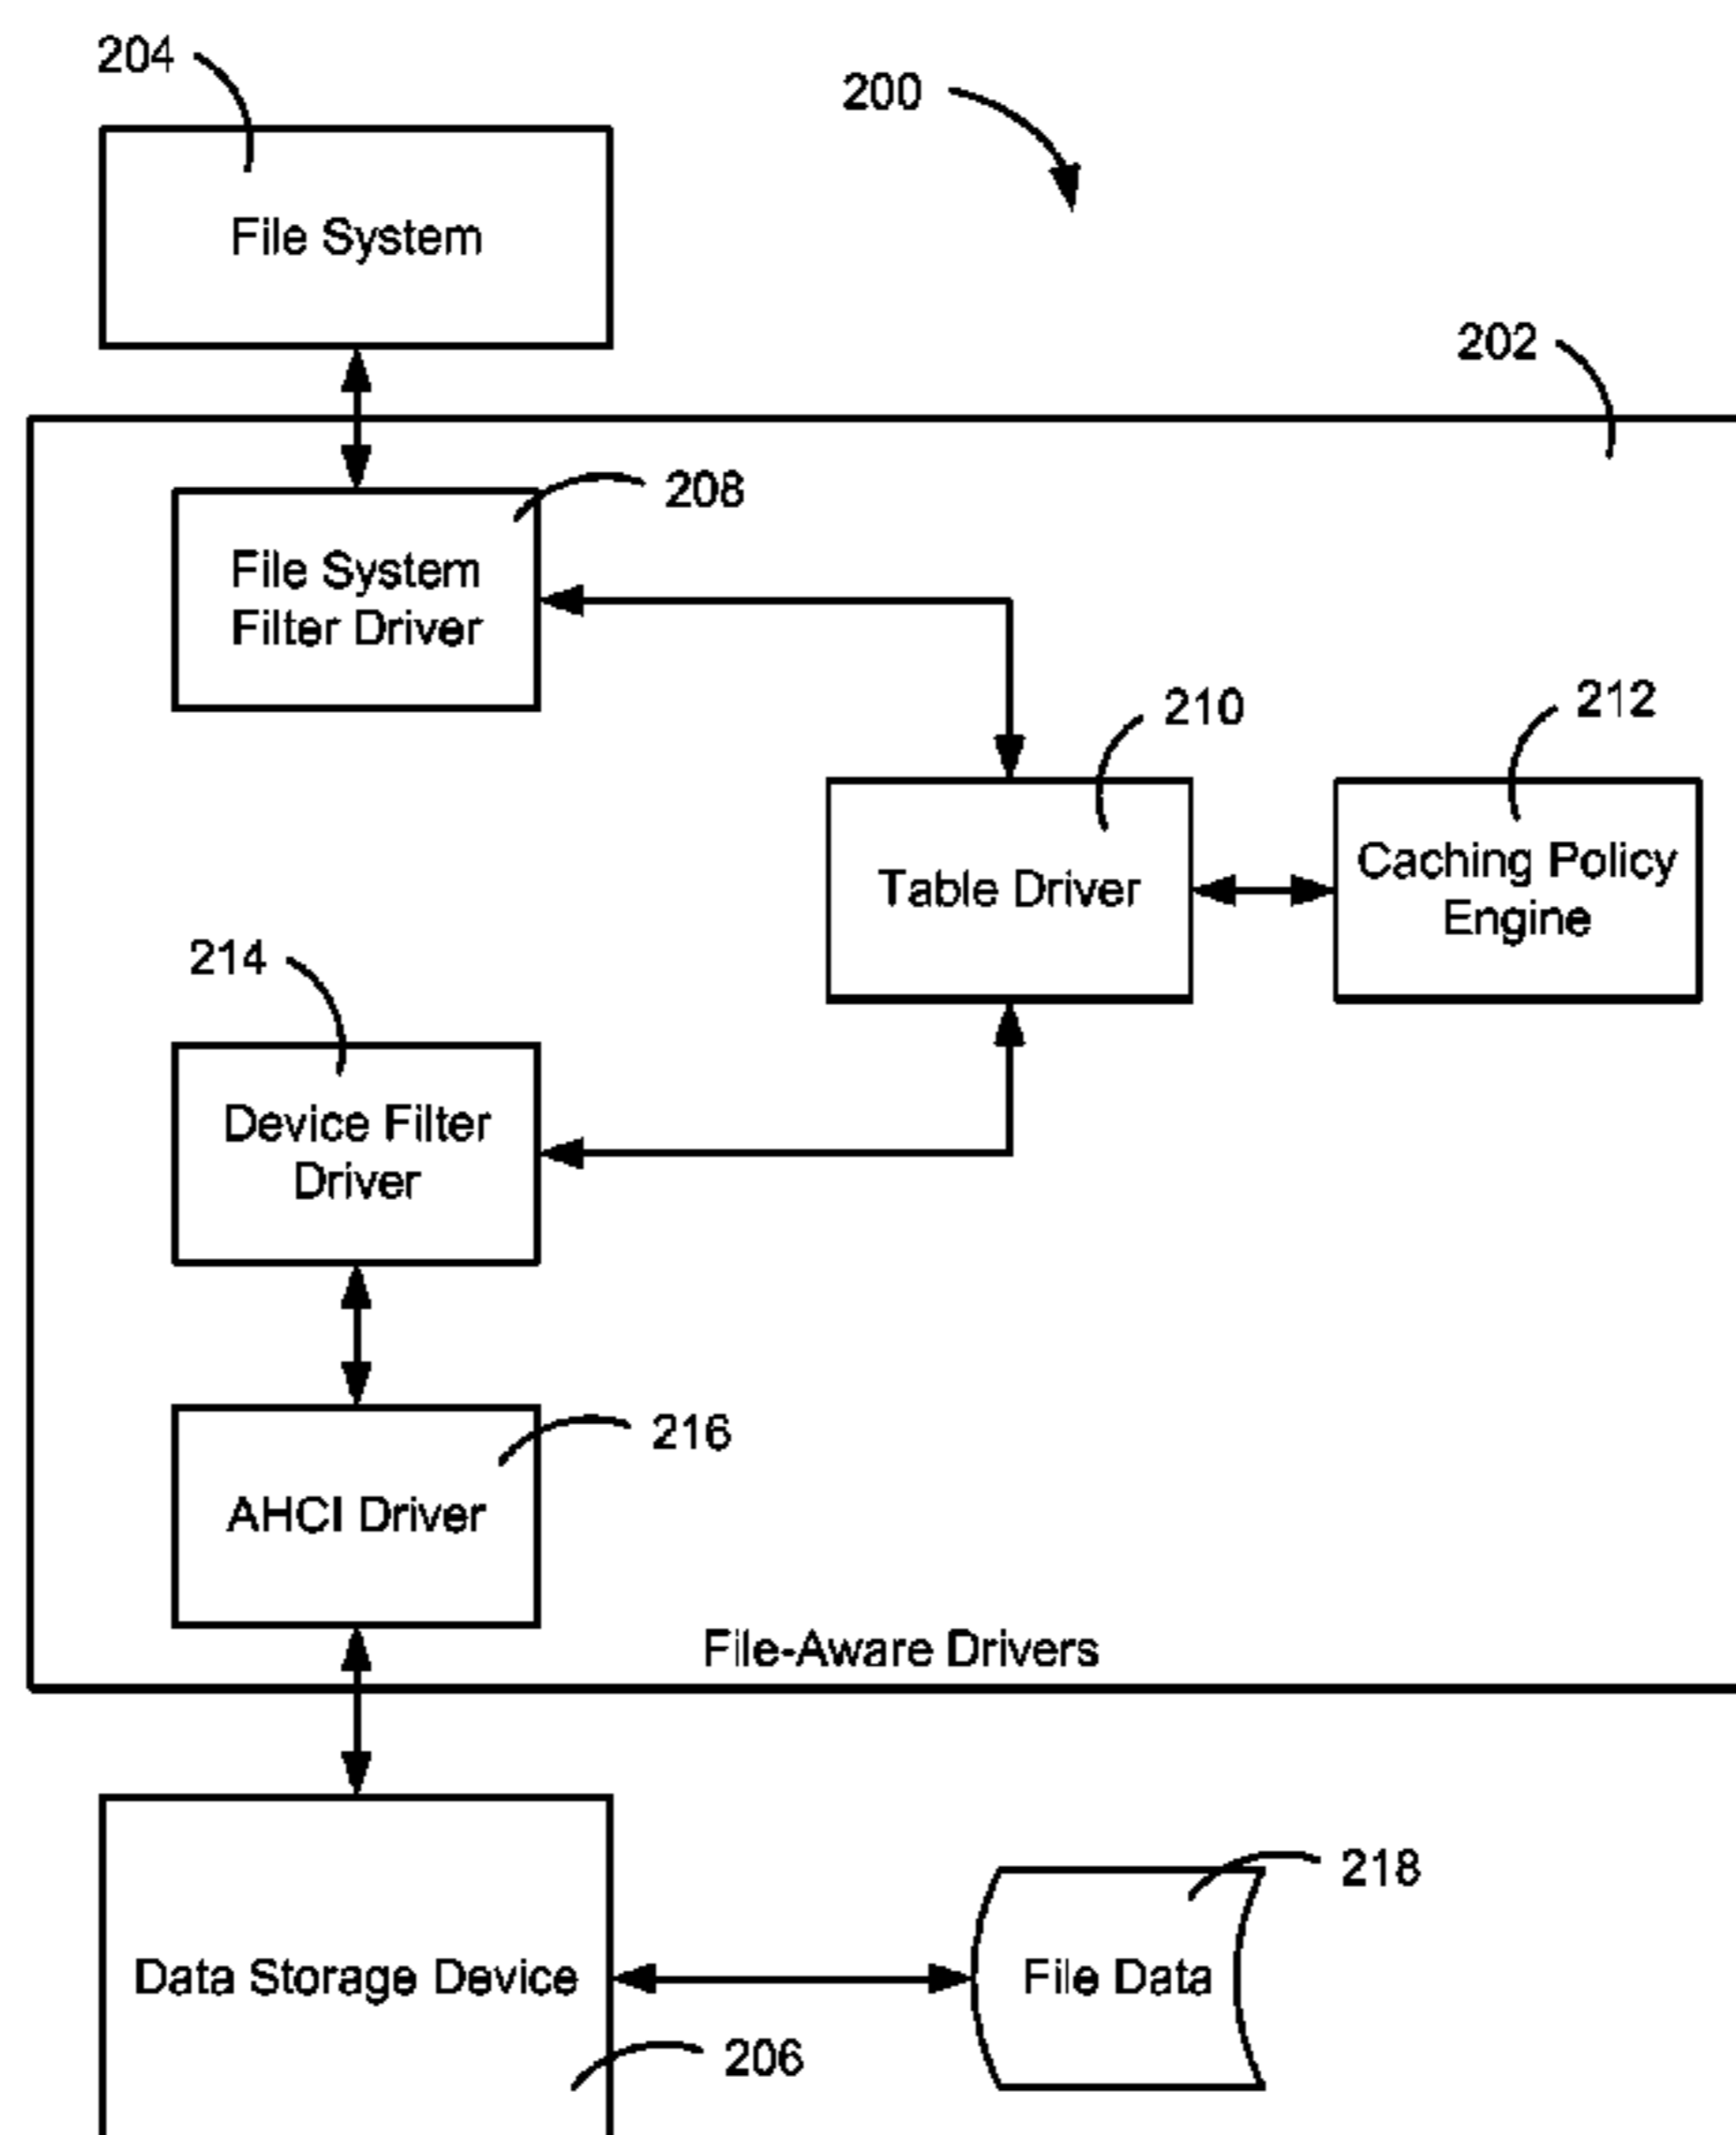 204
200
File System
202
208
File System
Filter Driver
210
212
Table Driver
Caching Policy
Engine
214
Device Filter
Driver
216
AHCI Driver
File-Aware Drivers
218
Data Storage Device
File Data
206